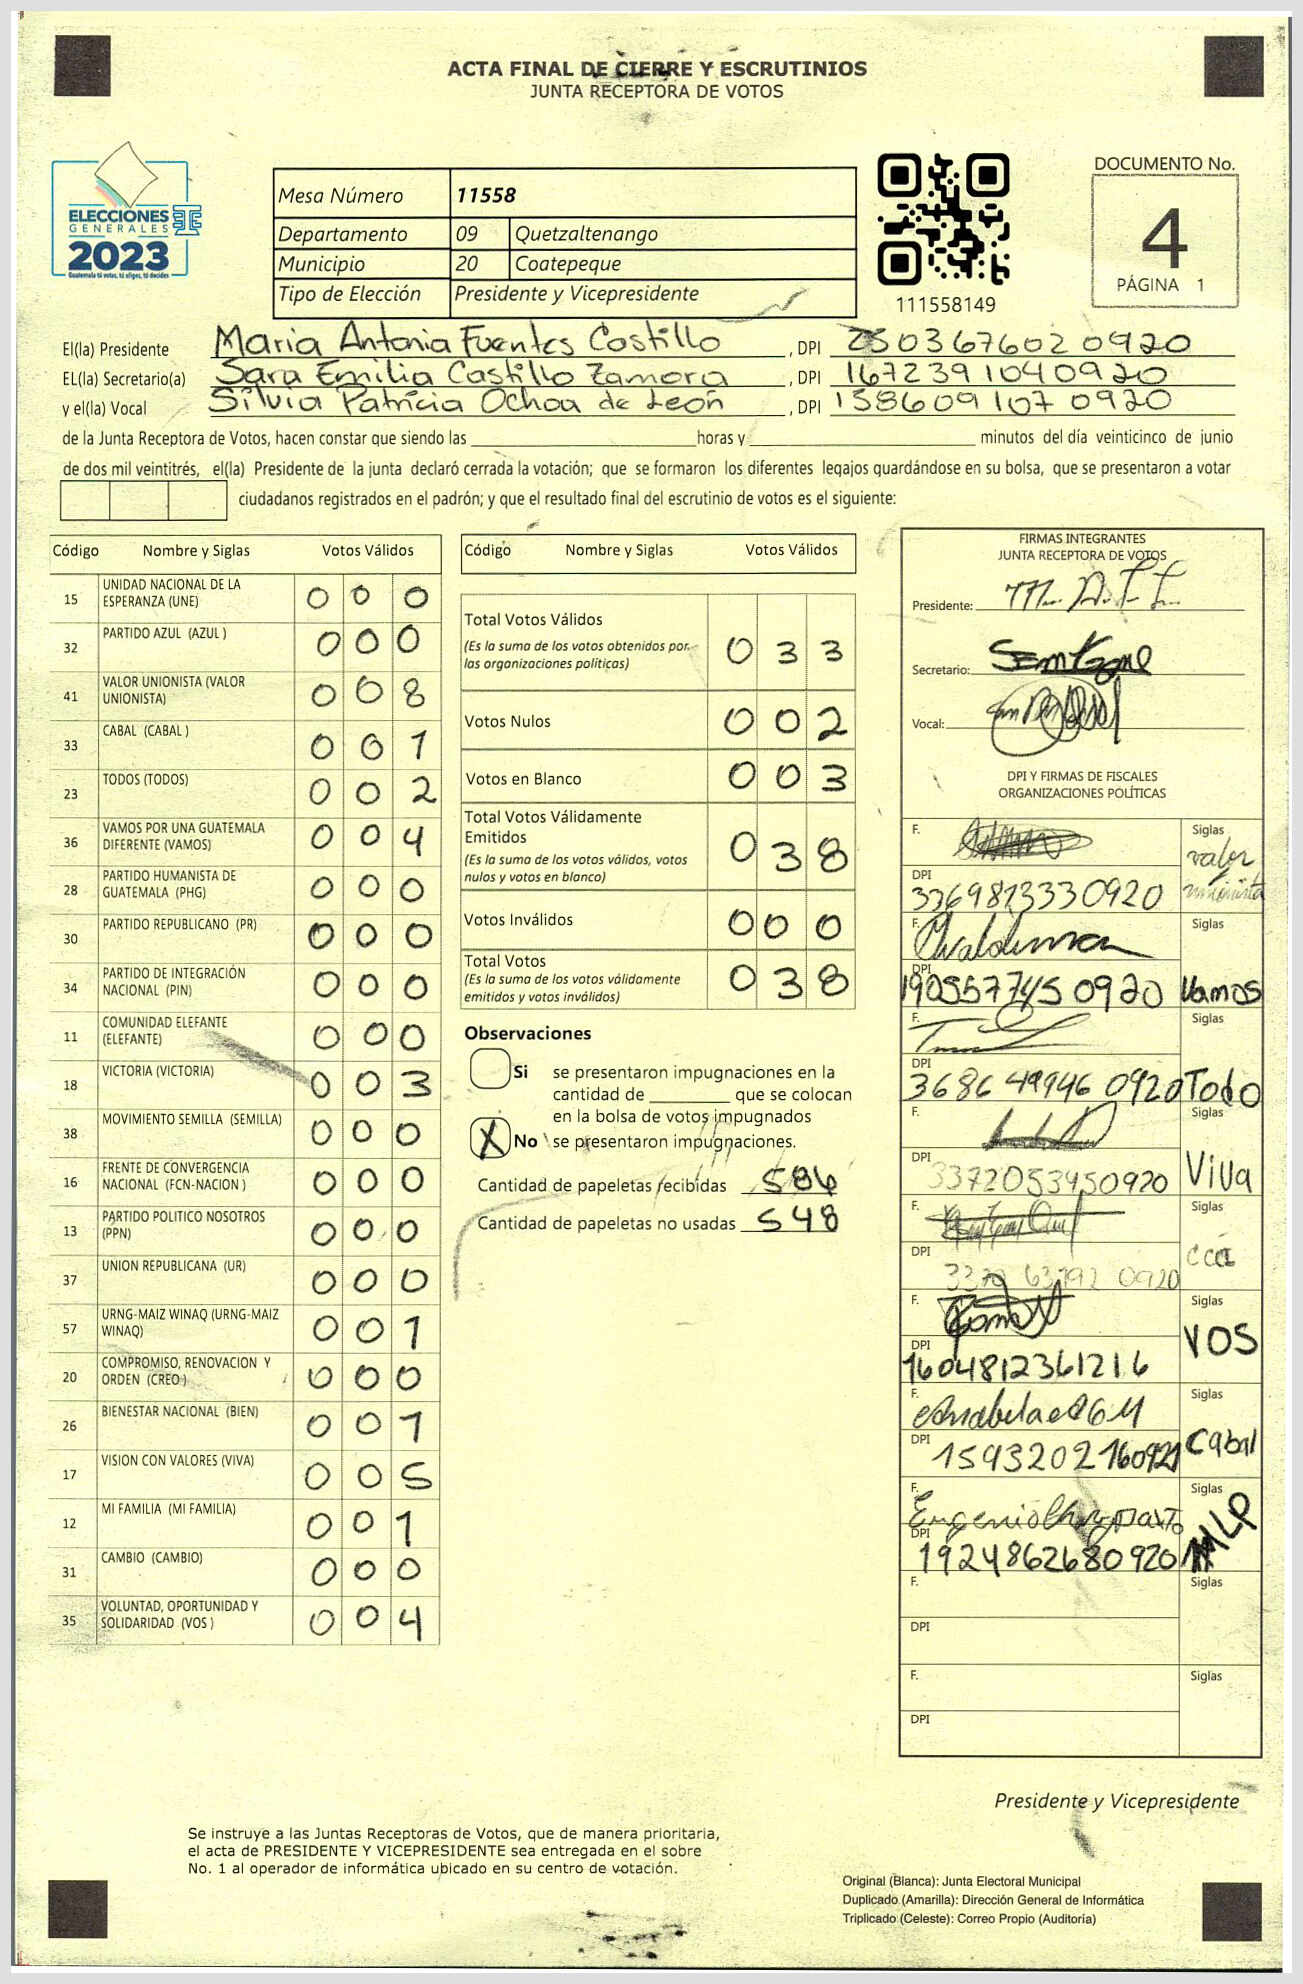 ACTA FINAL DE CIERRE Y ESCRUTINIOS
JUNTA RECEPTORA DE VOTOS
ELECCIONES
GENERALES
2023
Guatemala tú votas, tú eliges, tú decides
Mesa Número 11558
Departamento 09 Quetzaltenango
Municipio 20 Coatepeque
Tipo de Elección Presidente y Vicepresidente
111558149
DOCUMENTO No.
4
PÁGINA 1
El(la) Presidente Maria Antonia Fuentes Castillo , DPI 2303676020920
EL(la) Secretario(a) Sara Emilia Castillo Zamora , DPI 1672391040920
y el(la) Vocal Silvia Patricia Ochoa de León , DPI 1586091070920
de la Junta Receptora de Votos, hacen constar que siendo las horas y minutos del día veinticinco de junio
de dos mil veintitrés, el(la) Presidente de la junta declaró cerrada la votación; que se formaron los diferentes legajos guardándose en su bolsa, que se presentaron a votar
ciudadanos registrados en el padrón; y que el resultado final del escrutinio de votos es el siguiente:
Código Nombre y Siglas Votos Válidos
15 UNIDAD NACIONAL DE LA ESPERANZA (UNE) 0 0 0
32 PARTIDO AZUL (AZUL ) 0 0 0
41 VALOR UNIONISTA (VALOR UNIONISTA) 0 0 8
33 CABAL (CABAL ) 0 0 1
23 TODOS (TODOS) 0 0 2
36 VAMOS POR UNA GUATEMALA DIFERENTE (VAMOS) 0 0 4
28 PARTIDO HUMANISTA DE GUATEMALA (PHG) 0 0 0
30 PARTIDO REPUBLICANO (PR) 0 0 0
34 PARTIDO DE INTEGRACIÓN NACIONAL (PIN) 0 0 0
11 COMUNIDAD ELEFANTE (ELEFANTE) 0 0 0
18 VICTORIA (VICTORIA) 0 0 3
38 MOVIMIENTO SEMILLA (SEMILLA) 0 0 0
16 FRENTE DE CONVERGENCIA NACIONAL (FCN-NACION ) 0 0 0
13 PARTIDO POLITICO NOSOTROS (PPN) 0 0 0
37 UNION REPUBLICANA (UR) 0 0 0
57 URNG-MAIZ WINAQ (URNG-MAIZ WINAQ) 0 0 1
20 COMPROMISO, RENOVACION Y ORDEN (CREO ) 0 0 0
26 BIENESTAR NACIONAL (BIEN) 0 0 1
17 VISION CON VALORES (VIVA) 0 0 5
12 MI FAMILIA (MI FAMILIA) 0 0 1
31 CAMBIO (CAMBIO) 0 0 0
35 VOLUNTAD, OPORTUNIDAD Y SOLIDARIDAD (VOS ) 0 0 4
Código Nombre y Siglas Votos Válidos
Total Votos Válidos 0 3 3
(Es la suma de los votos obtenidos por
las organizaciones políticas)
Votos Nulos 0 0 2
Votos en Blanco 0 0 3
Total Votos Válidamente
Emitidos 0 3 8
(Es la suma de los votos válidos, votos
nulos y votos en blanco)
Votos Inválidos 0 0 0
Total Votos 0 3 8
(Es la suma de los votos válidamente
emitidos y votos inválidos)
Observaciones
Si se presentaron impugnaciones en la
cantidad de que se colocan
en la bolsa de votos impugnados
X No se presentaron impugnaciones.
Cantidad de papeletas recibidas 586
Cantidad de papeletas no usadas 548
FIRMAS INTEGRANTES
JUNTA RECEPTORA DE VOTOS
Presidente:
Secretario:
Vocal:
DPI Y FIRMAS DE FISCALES
ORGANIZACIONES POLÍTICAS
F. Siglas valor unionista
DPI 3369813330920
F. Siglas Vamos
DPI 1905577450920
F. Siglas Todo
DPI 3686499460920
F. Siglas Viva
DPI 3372053450920
F. Siglas
DPI 3372637920920
F. Siglas VOS
DPI 1604812361216
F. Siglas Cabal
DPI 1593202160921
F. Eugenio Siglas MLP
DPI 1924862680920
F. Siglas
DPI
F. Siglas
DPI
Presidente y Vicepresidente
Se instruye a las Juntas Receptoras de Votos, que de manera prioritaria,
el acta de PRESIDENTE Y VICEPRESIDENTE sea entregada en el sobre
No. 1 al operador de informática ubicado en su centro de votación.
Original (Blanca): Junta Electoral Municipal
Duplicado (Amarilla): Dirección General de Informática
Triplicado (Celeste): Correo Propio (Auditoría)